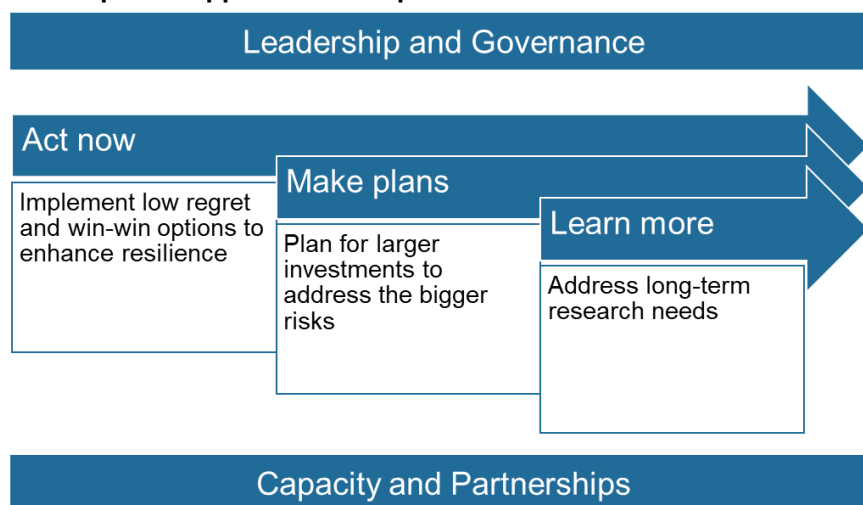 Leadership and Governance
Act now
Implement low regret
and win-win options to
enhance resilience
Make plans
Plan for larger
investments to
address the bigger
risks
Learn more
Address long-term
research needs
Capacity and Partnerships